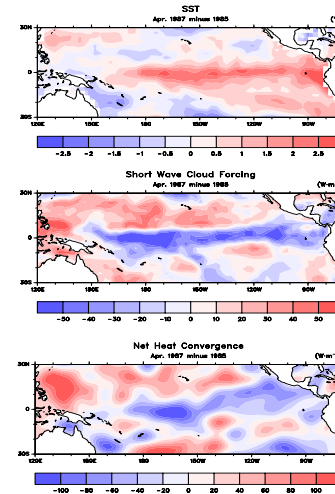 SST
Apr. 1987 minus 1985
30N
0
30S
120E 150E 180 150W 120W 90W
-2.5 -2 -1.5 -1 -0.5 0 0.5 1 1.5 2 2.5
Short Wave Cloud Forcing
Apr. 1987 minus 1985 (W·m
30N
0
30S
120E 150E 180 150W 120W 90W
-50 -40 -30 -20 -10 0 10 20 30 40 50
Net Heat Convergence
Apr. 1987 minus 1985 (W·m
30N
0
30S
120E 150E 180 150W 120W 90W
-100 -80 -60 -40 -20 0 20 40 60 80 100